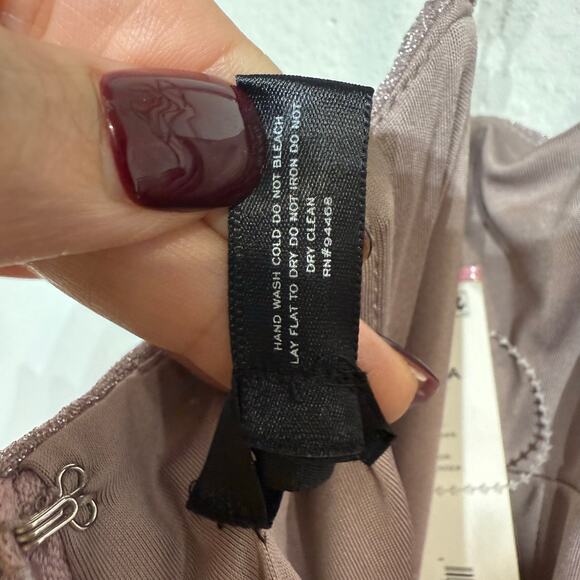 HAND WASH COLD DO NOT BLEACH
LAY FLAT TO DRY DO NOT IRON DO NOT
DRY CLEAN
RN#94468
A